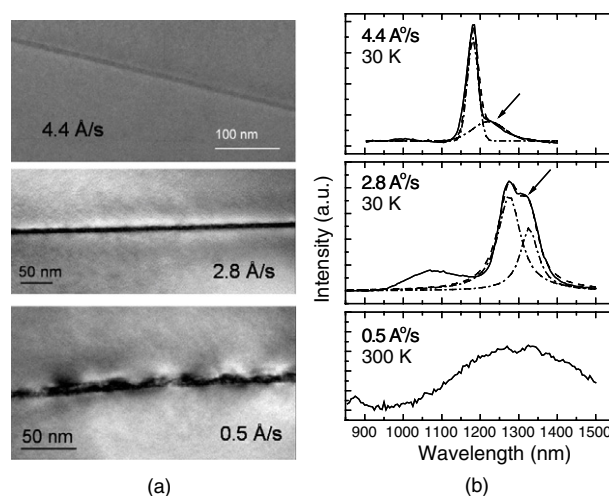 4.4 Å/s
100 nm
50 nm
2.8 Å/s
50 nm
0.5 Å/s
(a)
4.4 A°/s
30 K
2.8 A°/s
30 K
0.5 A°/s
300 K
Intensity (a.u.)
900 1000 1100 1200 1300 1400 1500
Wavelength (nm)
(b)